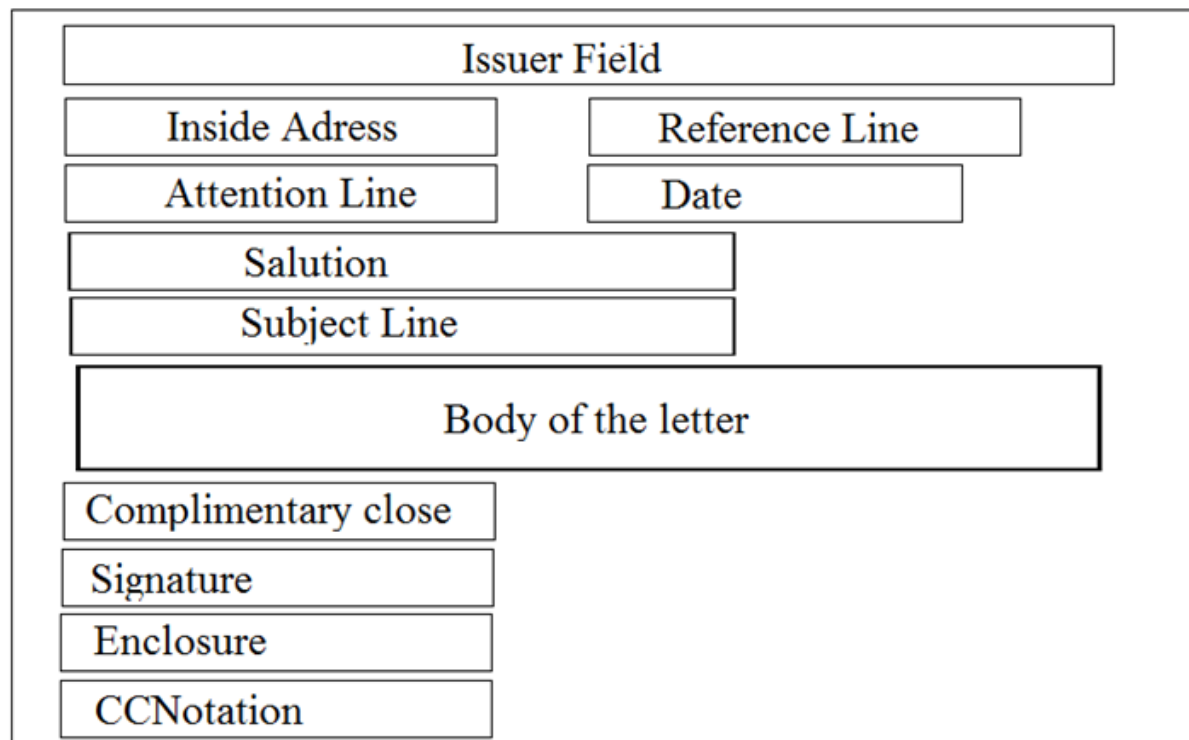 Issuer Field
Inside Adress
Reference Line
Attention Line
Date
Salution
Subject Line
Body of the letter
Complimentary close
Signature
Enclosure
CCNotation